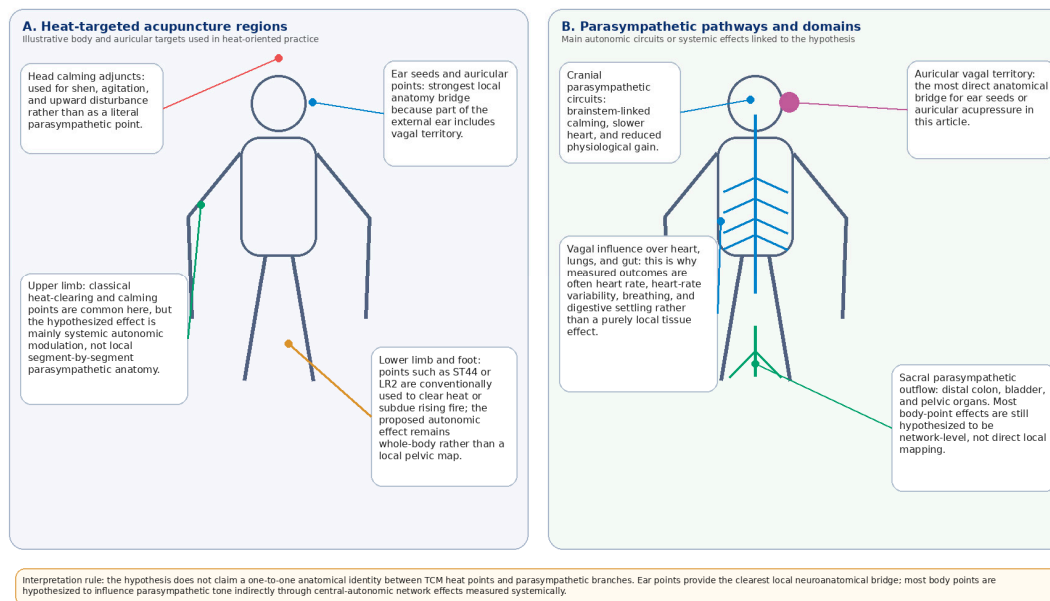 A. Heat-targeted acupuncture regions
Illustrative body and auricular targets used in heat-oriented practice
Head calming adjuncts:
used for shen, agitation,
and upward disturbance
rather than as a literal
parasympathetic point.
Ear seeds and auricular
points: strongest local
anatomy bridge
because part of the
external ear includes
vagal territory.
Upper limb: classical
heat-clearing and calming
points are common here, but
the hypothesized effect is
mainly systemic autonomic
modulation, not local
segment-by-segment
parasympathetic anatomy.
Lower limb and foot:
points such as ST44 or
LR2 are conventionally
used to clear heat or
subdue rising fire; the
proposed autonomic
effect remains
whole-body rather than a
local pelvic map.
B. Parasympathetic pathways and domains
Main autonomic circuits or systemic effects linked to the hypothesis
Cranial
parasympathetic
circuits:
brainstem-linked
calming, slower
heart, and reduced
physiological gain.
Auricular vagal territory:
the most direct anatomical
bridge for ear seeds or
auricular acupressure in
this article.
Vagal influence over heart,
lungs, and gut: this is why
measured outcomes are
often heart rate, heart-rate
variability, breathing, and
digestive settling rather
than a purely local tissue
effect.
Sacral parasympathetic
outflow: distal colon, bladder,
and pelvic organs. Most
body-point effects are still
hypothesized to be
network-level, not direct local
mapping.
Interpretation rule: the hypothesis does not claim a one-to-one anatomical identity between TCM heat points and parasympathetic branches. Ear points provide the clearest local neuroanatomical bridge; most body points are
hypothesized to influence parasympathetic tone indirectly through central-autonomic network effects measured systemically.